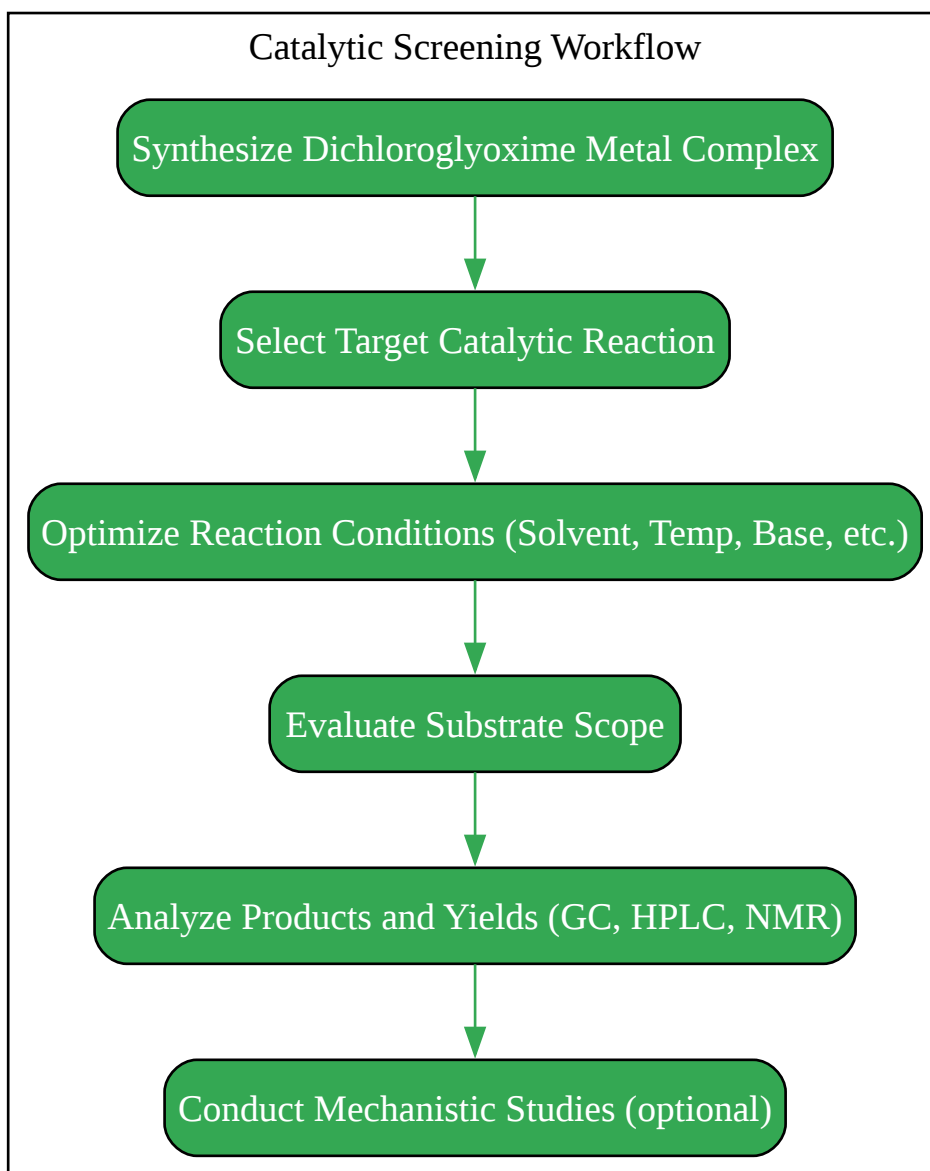 Catalytic Screening Workflow
Synthesize Dichloroglyoxime Metal Complex
Select Target Catalytic Reaction
Optimize Reaction Conditions (Solvent, Temp, Base, etc.)
Evaluate Substrate Scope
Analyze Products and Yields (GC, HPLC, NMR)
Conduct Mechanistic Studies (optional)